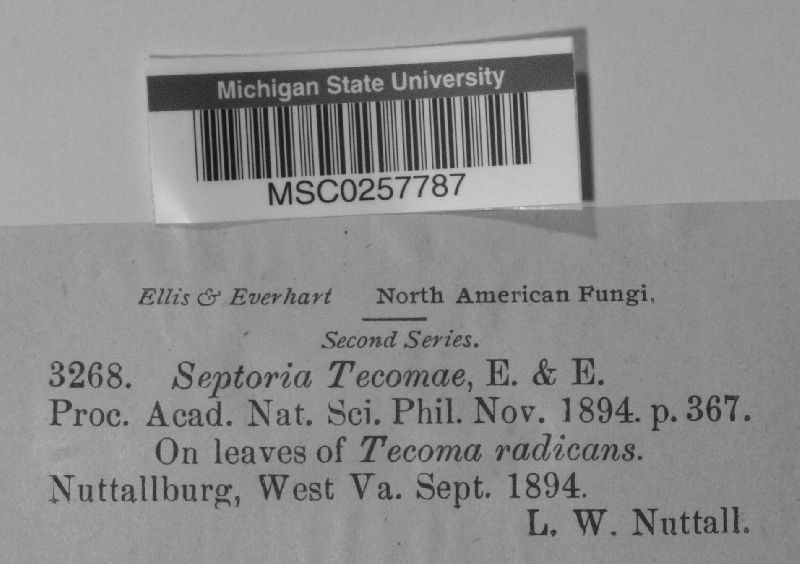 Michigan State University
MSC0257787
Ellis & Everhart North American Fungi,
Second Series.
3268. Septoria Tecomae, E. & E.
Proc. Acad. Nat. Sci. Phil. Nov. 1894. p. 367.
On leaves of Tecoma radicans.
Nuttallburg, West Va. Sept. 1894.
L. W. Nuttall.